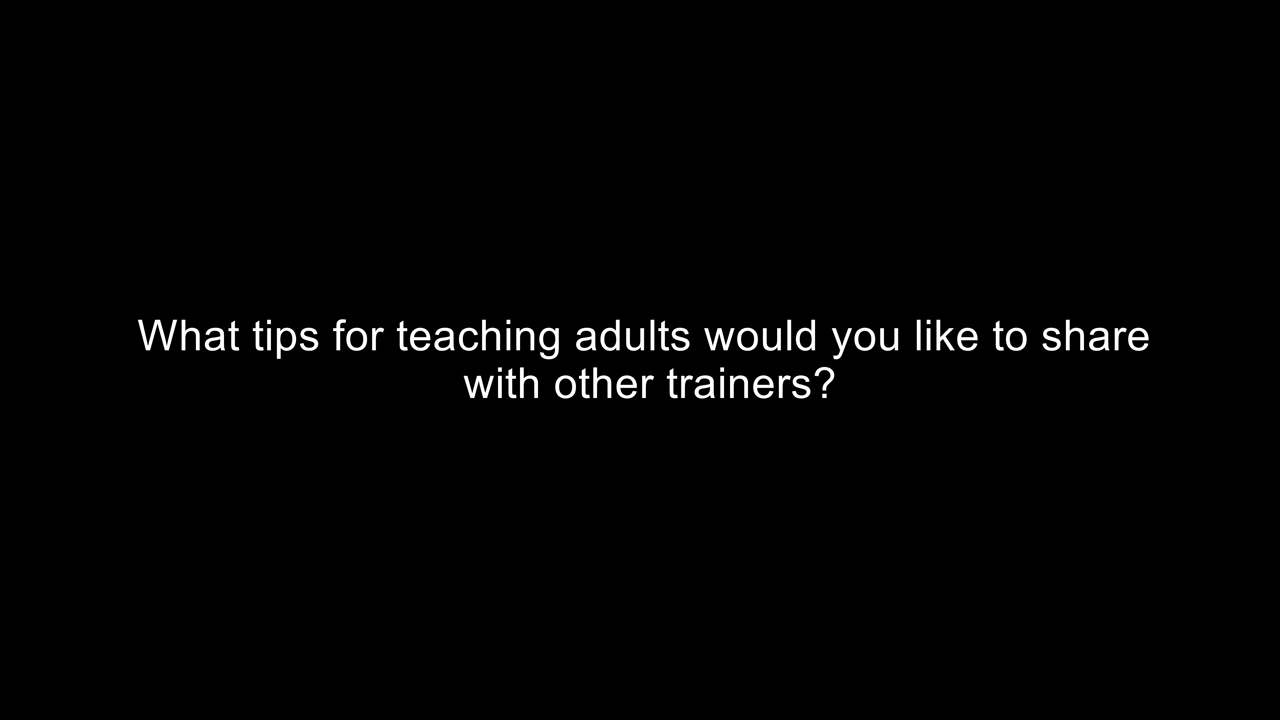 What tips for teaching adults would you like to share
with other trainers?